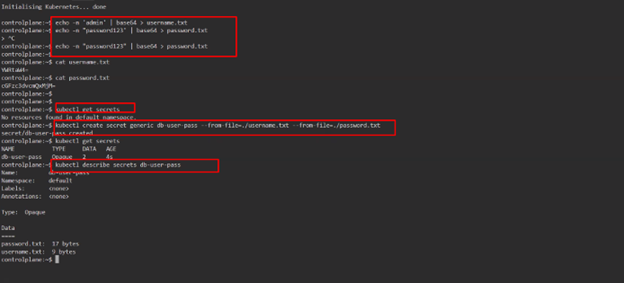 Initialising Kubernetes... done
controlplane:~$ echo -n 'admin' | base64 > username.txt
controlplane:~$ echo -n "password123" | base64 > password.txt
> ^C
controlplane:~$ echo -n "password123" | base64 > password.txt
controlplane:~$
controlplane:~$ cat username.txt
YWRtaW4=
controlplane:~$ cat password.txt
cGFzc3dvcmQxMjM=
controlplane:~$
controlplane:~$
controlplane:~$ kubectl get secrets
No resources found in default namespace.
controlplane:~$ kubectl create secret generic db-user-pass --from-file=./username.txt --from-file=./password.txt
secret/db-user-pass created
controlplane:~$ kubectl get secrets
NAME TYPE DATA AGE
db-user-pass Opaque 2 4s
controlplane:~$ kubectl describe secrets db-user-pass
Name: db-user-pass
Namespace: default
Labels: <none>
Annotations: <none>
Type: Opaque
Data
====
password.txt: 17 bytes
username.txt: 9 bytes
controlplane:~$